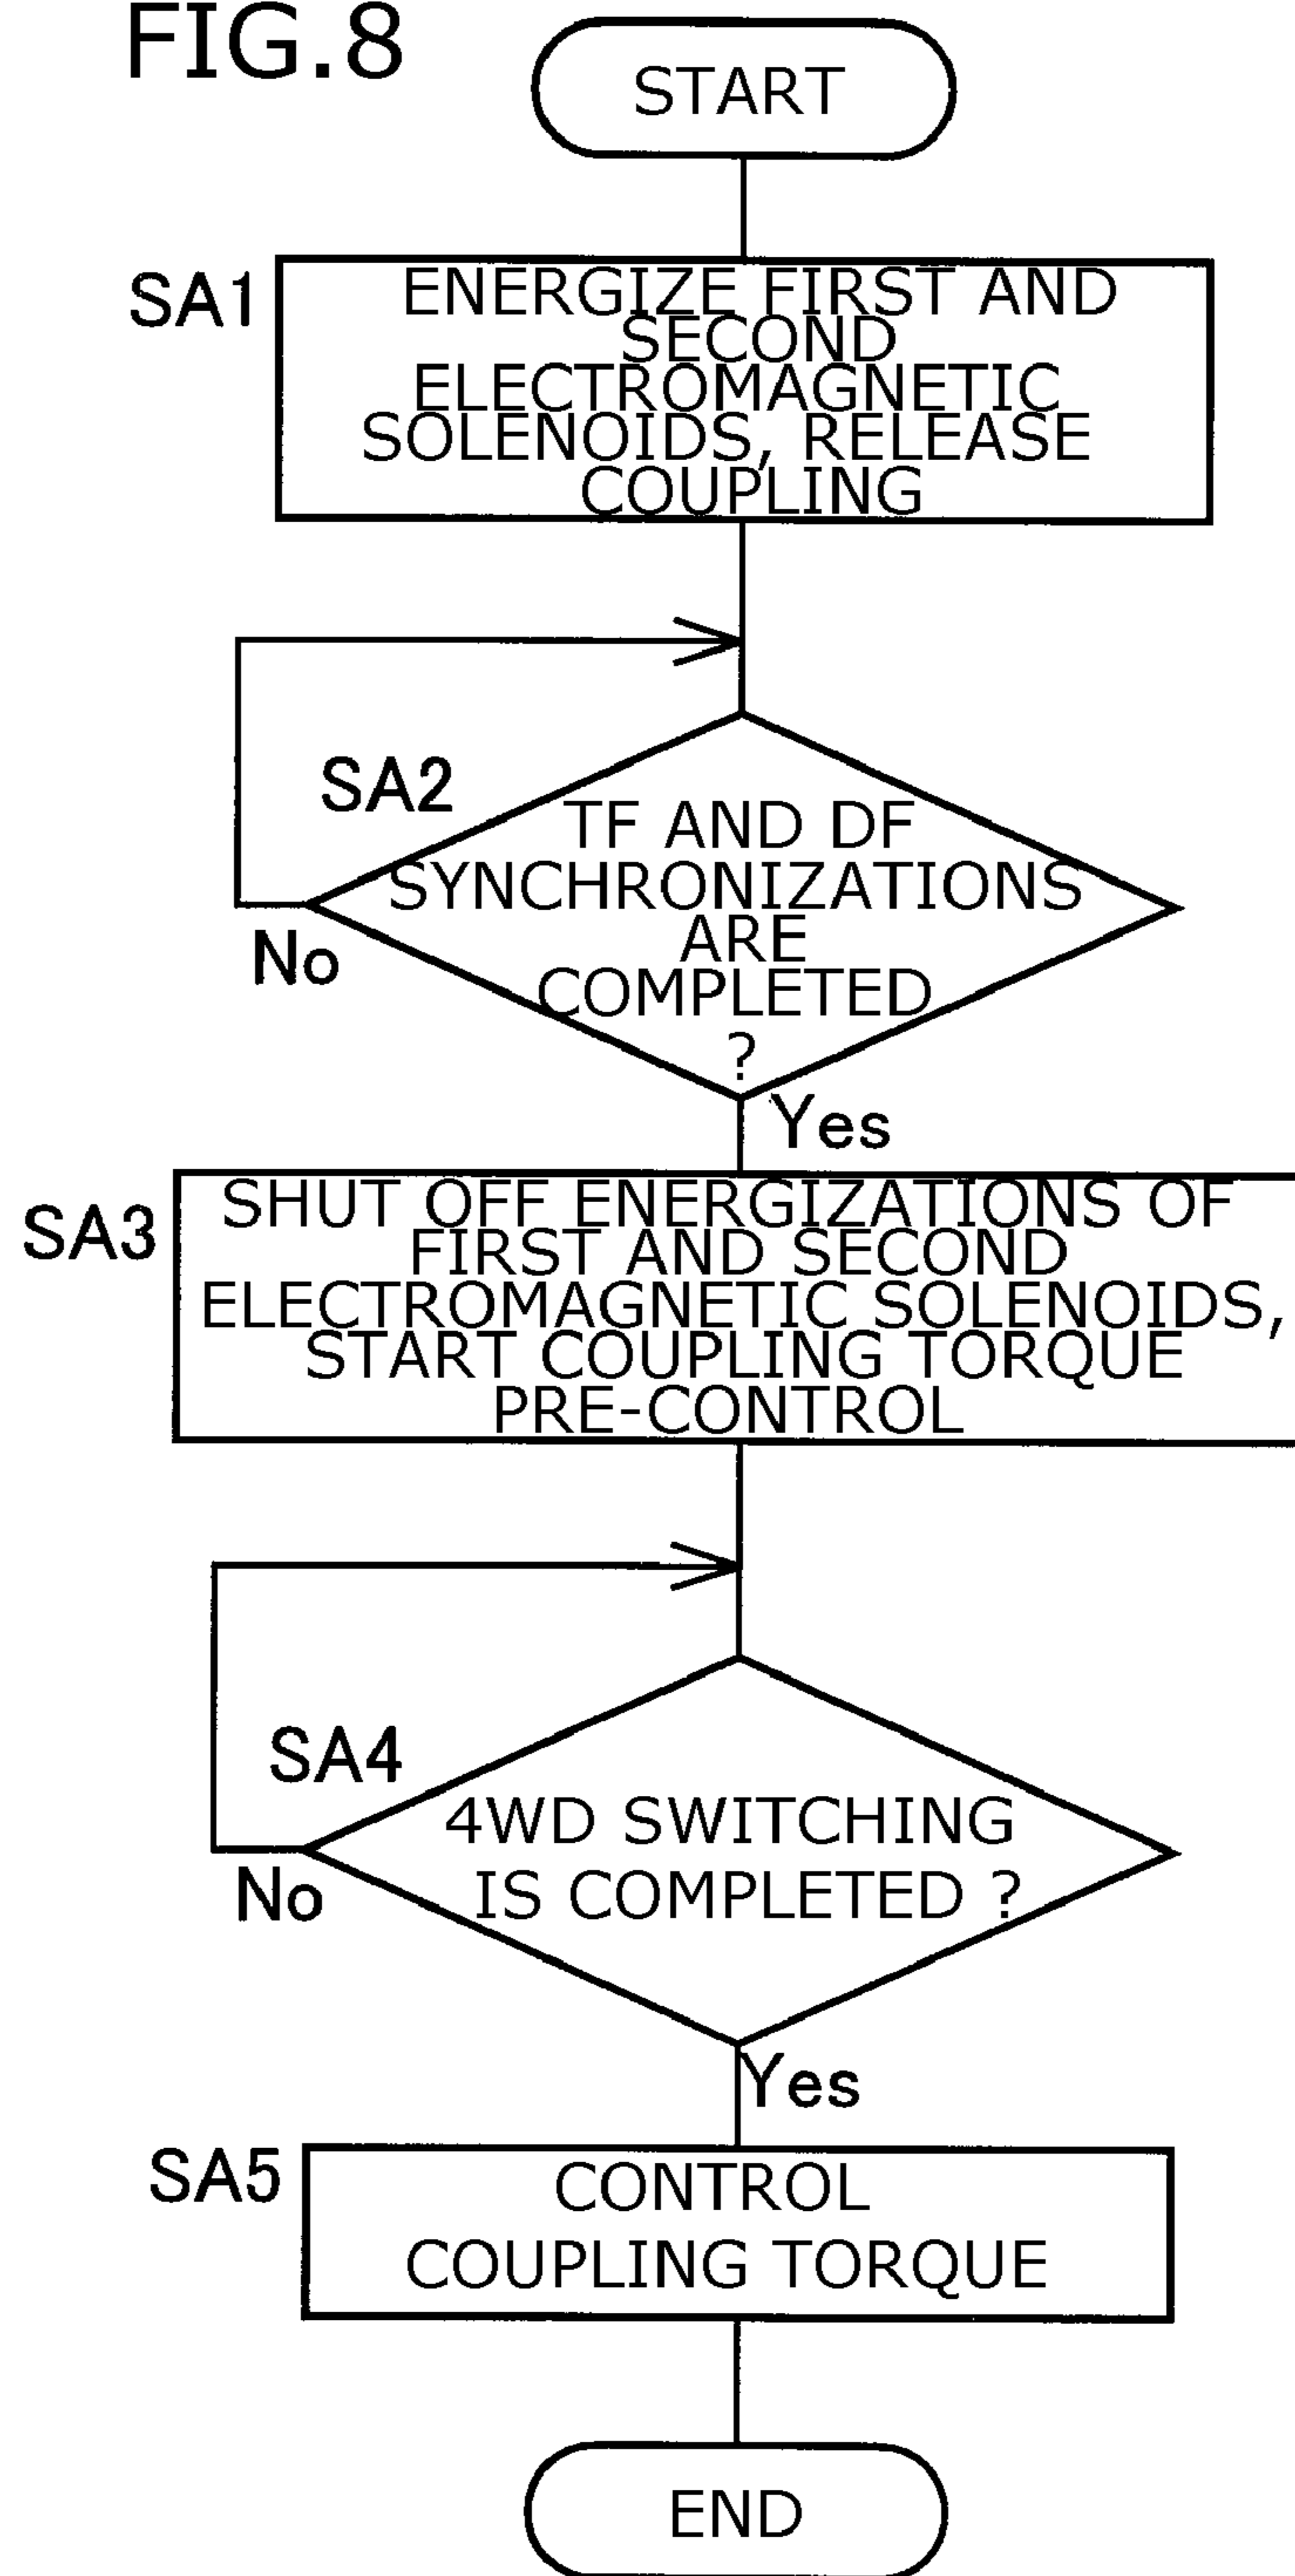 FIG.8
START
SA1
ENERGIZE FIRST AND
SECOND
ELECTROMAGNETIC
SOLENOIDS, RELEASE
COUPLING
SA2
TF AND DF
SYNCHRONIZATIONS
ARE
COMPLETED
?
No
Yes
SA3
SHUT OFF ENERGIZATIONS OF
FIRST AND SECOND
ELECTROMAGNETIC SOLENOIDS,
START COUPLING TORQUE
PRE-CONTROL
SA4
4WD SWITCHING
IS COMPLETED ?
No
Yes
SA5
CONTROL
COUPLING TORQUE
END